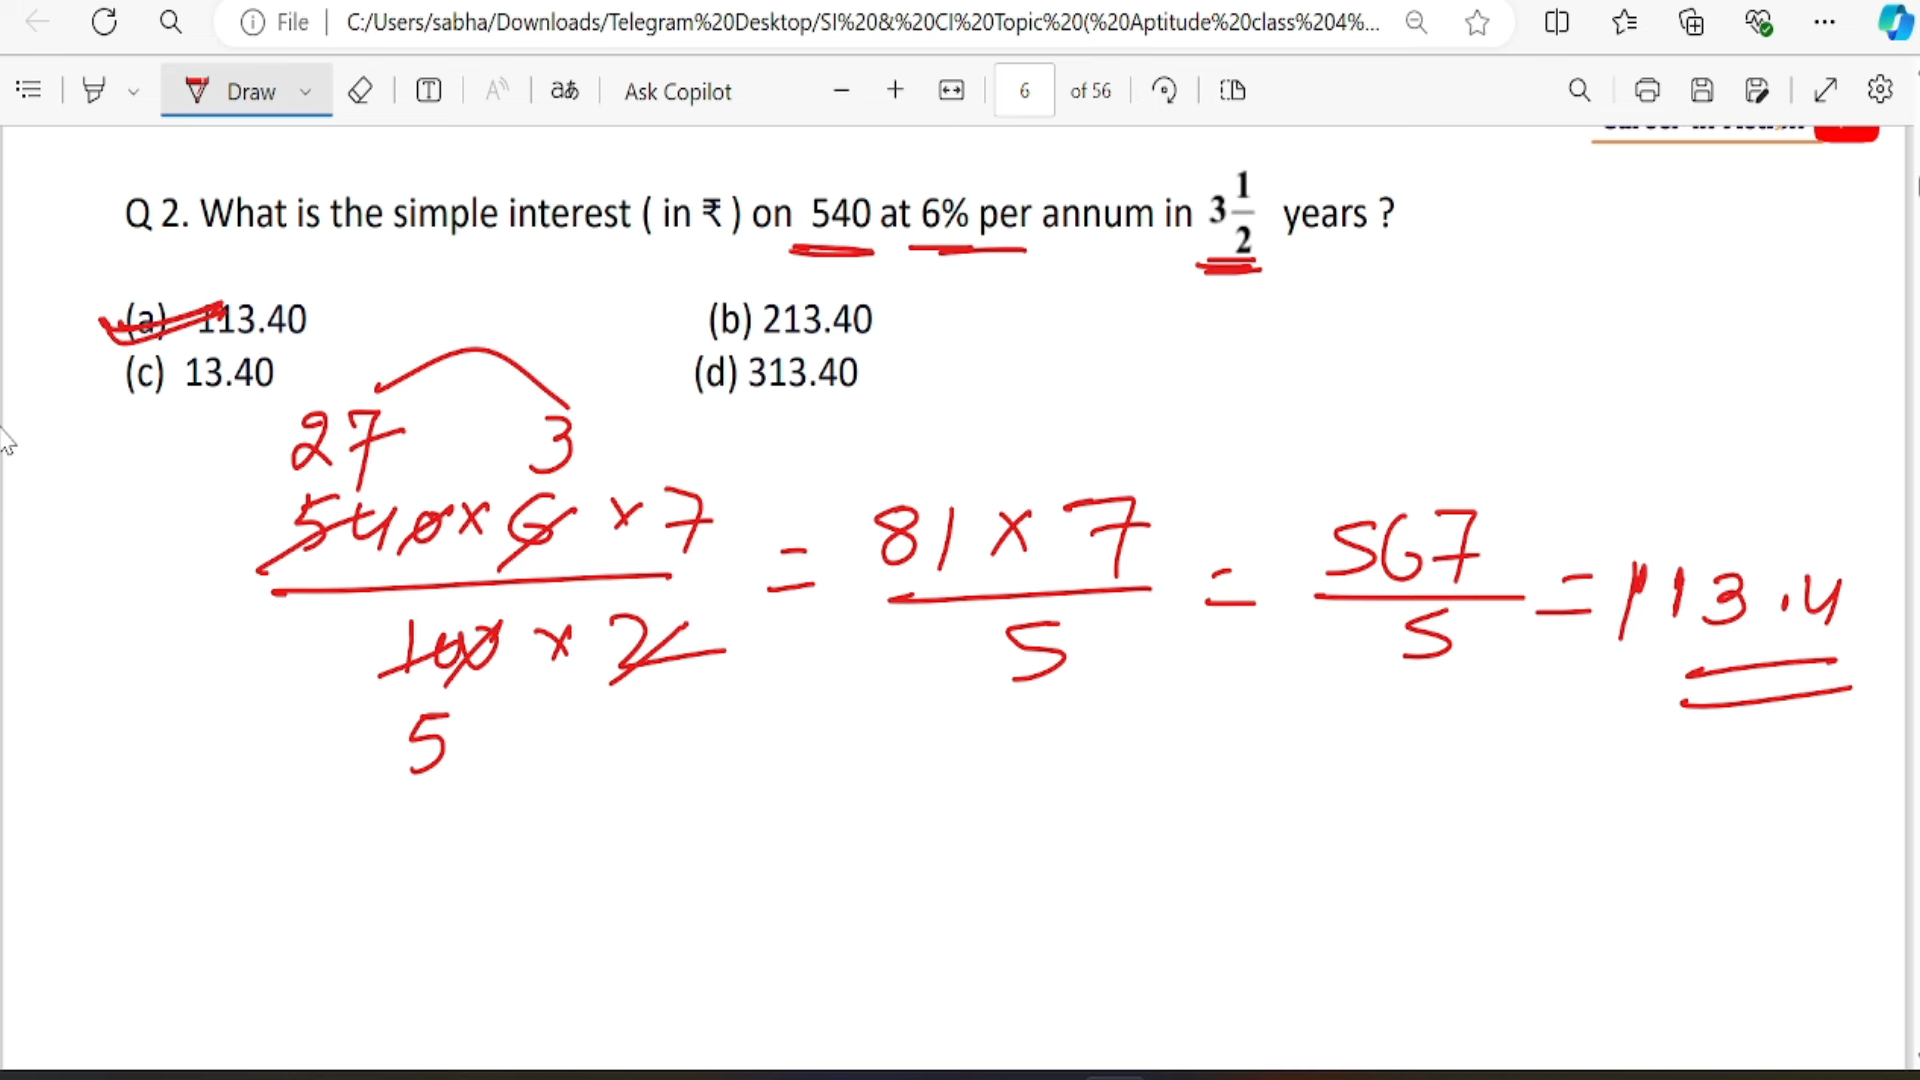 File | C:/Users/sabha/Downloads/Telegram%20Desktop/SI%20&%20CI%20Topic%20(%20Aptitude%20class%204%...
Draw Ask Copilot 6 of 56
Q 2. What is the simple interest ( in ₹ ) on 540 at 6% per annum in 3 1/2 years ?
(a) 113.40 (b) 213.40
(c) 13.40 (d) 313.40
27 3
540 × 6 × 7 = 81 × 7 = 567 = 113.4
100 × 2 5 5
5